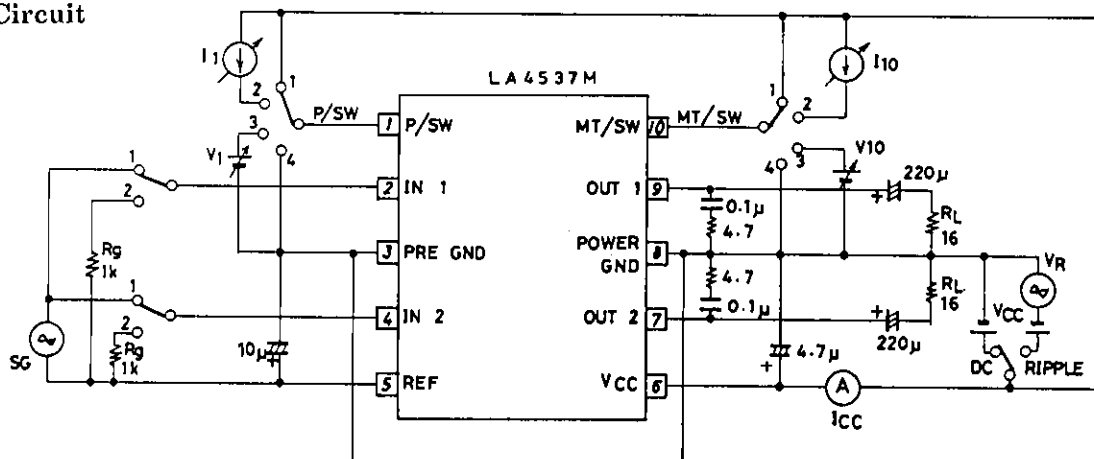 Circuit
LA4537M
I1
1
2
3
4
P/SW
V1
1 P/SW
2 IN 1
3 PRE GND
4 IN 2
5 REF
MT/SW 10
OUT 1 9
POWER GND 8
OUT 2 7
VCC 6
MT/SW
1
2
3
4
I10
V10
220μ
+
0.1μ
4.7
RL
16
4.7
0.1μ
RL
16
+
220μ
VR
VCC
DC
RIPPLE
4.7μ
+
A
ICC
1
2
Rg
1k
1
2
Rg
1k
SG
10μ
+